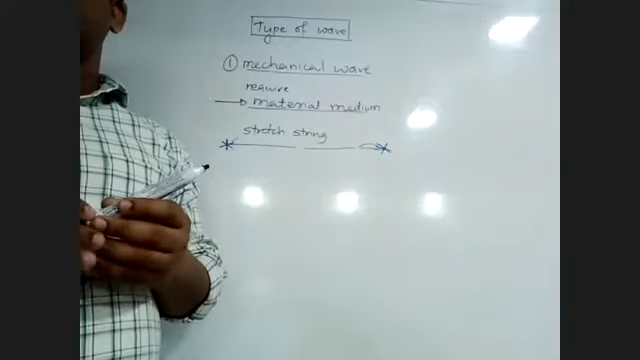 Type of wave
① mechanical wave
require
→ material medium
stretch string